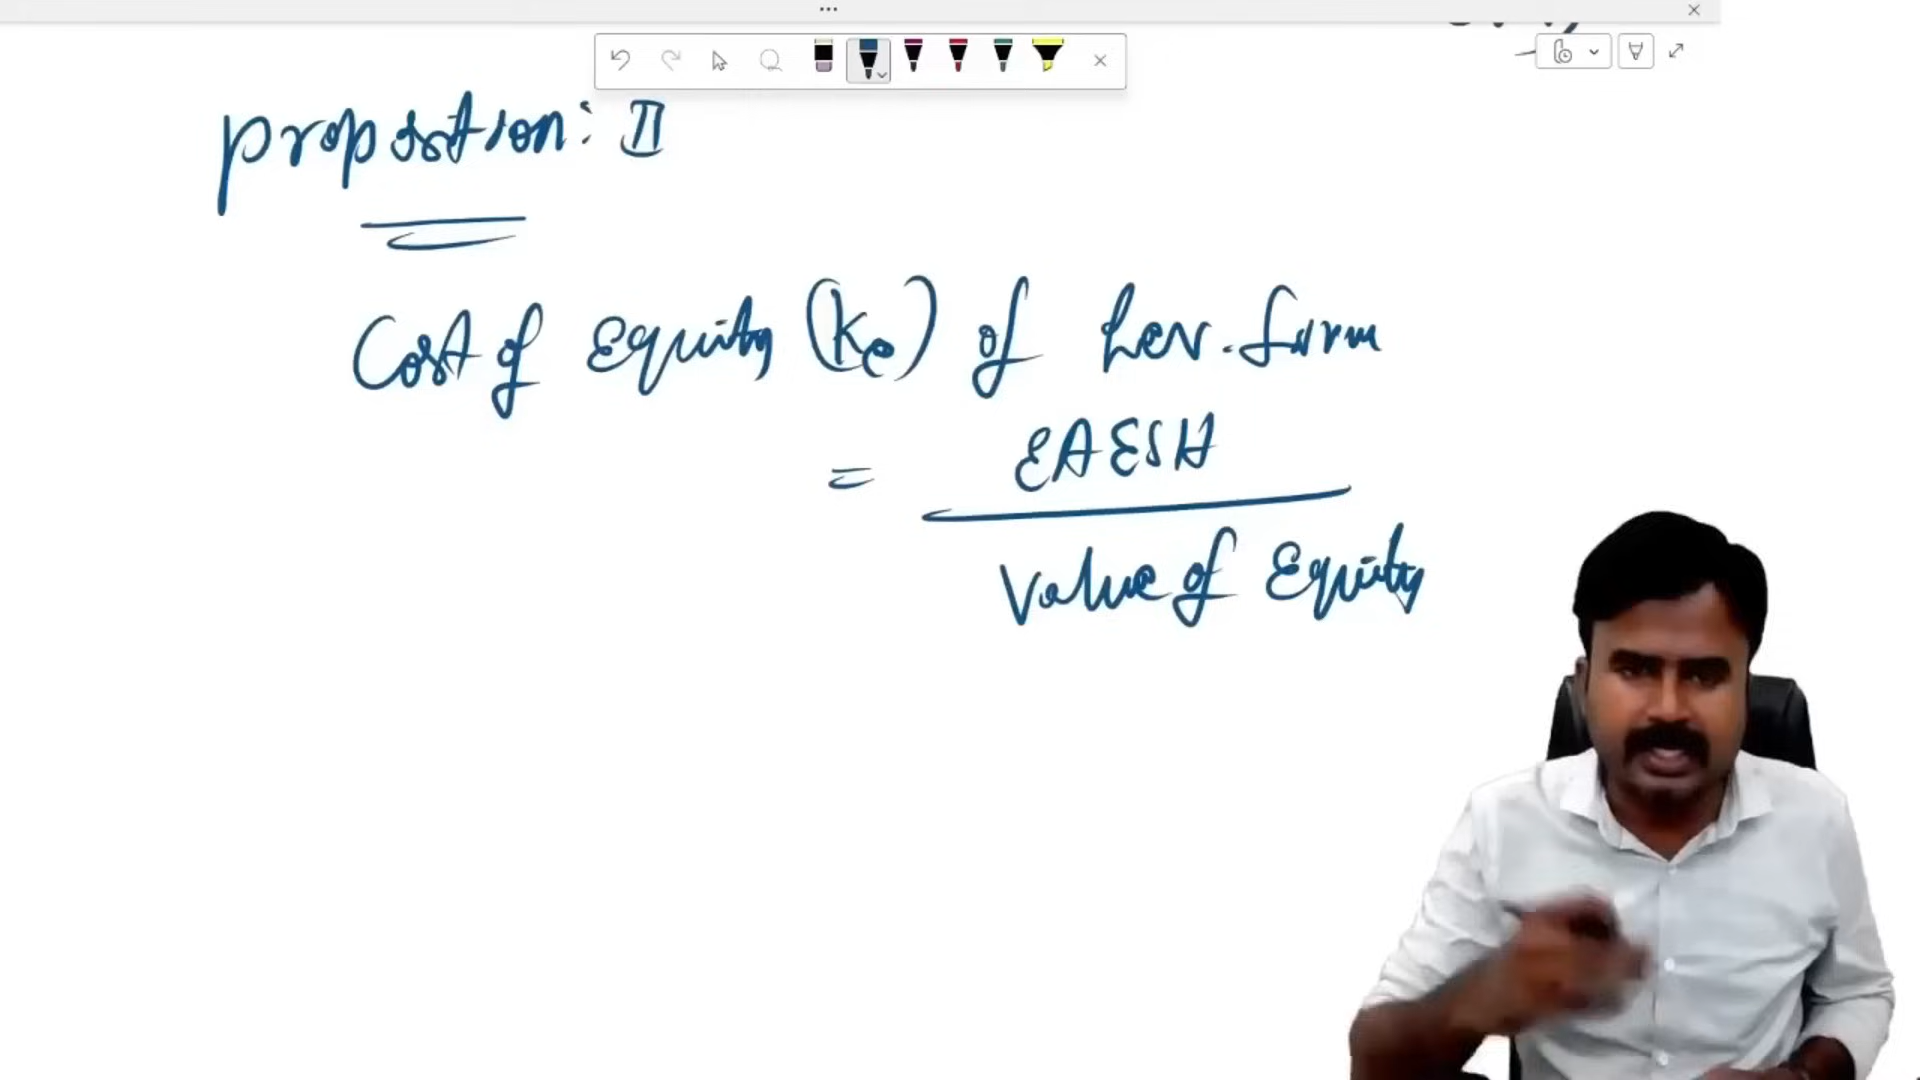 proposition: II
Cost of Equity (Ke) of Lev. firm
= EAESH
Value of Equity